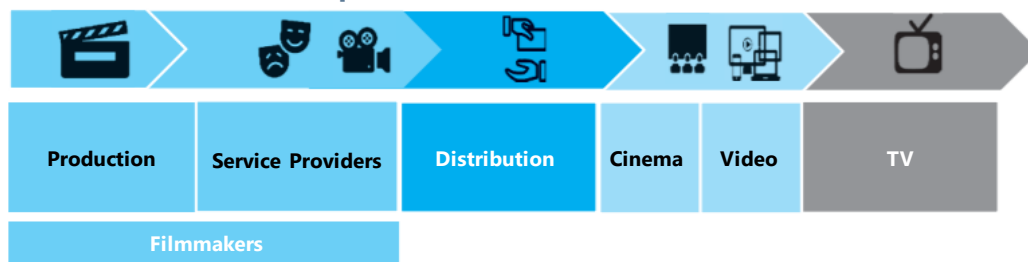 Production
Service Providers
Distribution
Cinema
Video
TV
Filmmakers